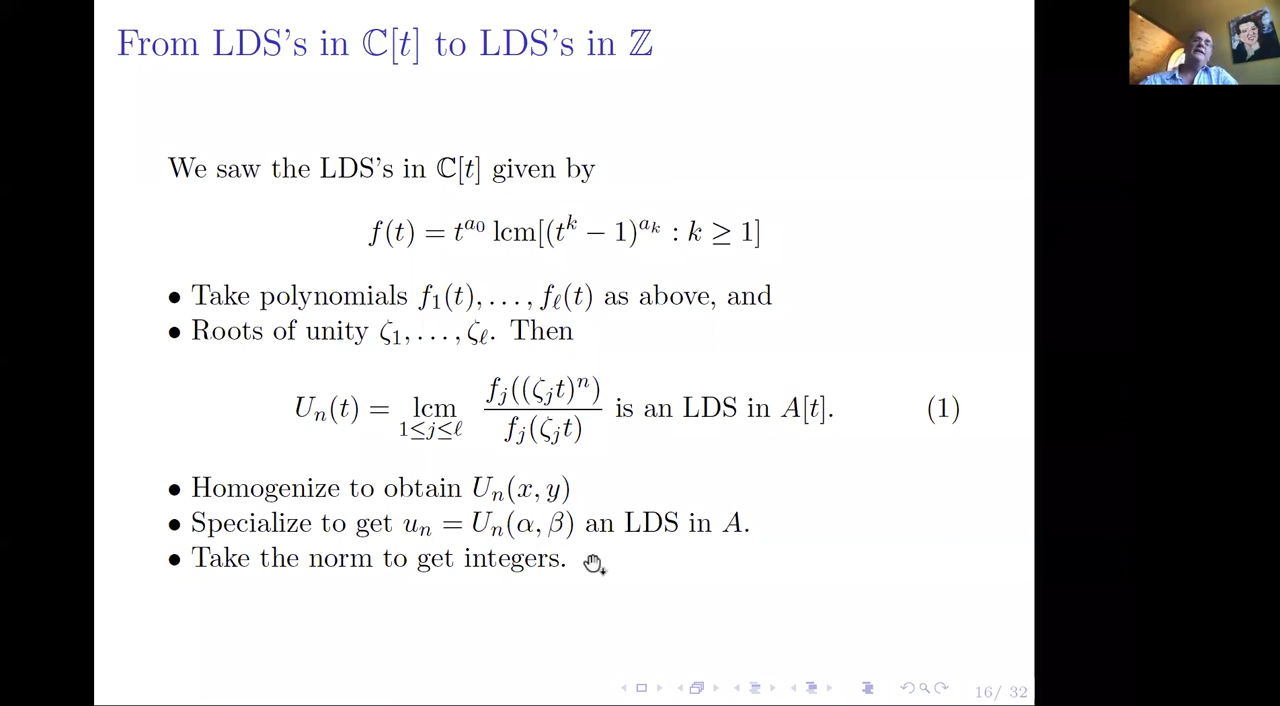 From LDS's in ℂ[t] to LDS's in ℤ
We saw the LDS's in ℂ[t] given by
f(t) = t^{a_0} lcm[(t^k − 1)^{a_k} : k ≥ 1]
• Take polynomials f_1(t), . . . , f_ℓ(t) as above, and
• Roots of unity ζ_1, . . . , ζ_ℓ. Then
U_n(t) = lcm_{1≤j≤ℓ} f_j((ζ_j t)^n) / f_j(ζ_j t) is an LDS in A[t]. (1)
• Homogenize to obtain U_n(x, y)
• Specialize to get u_n = U_n(α, β) an LDS in A.
• Take the norm to get integers.
16/ 32